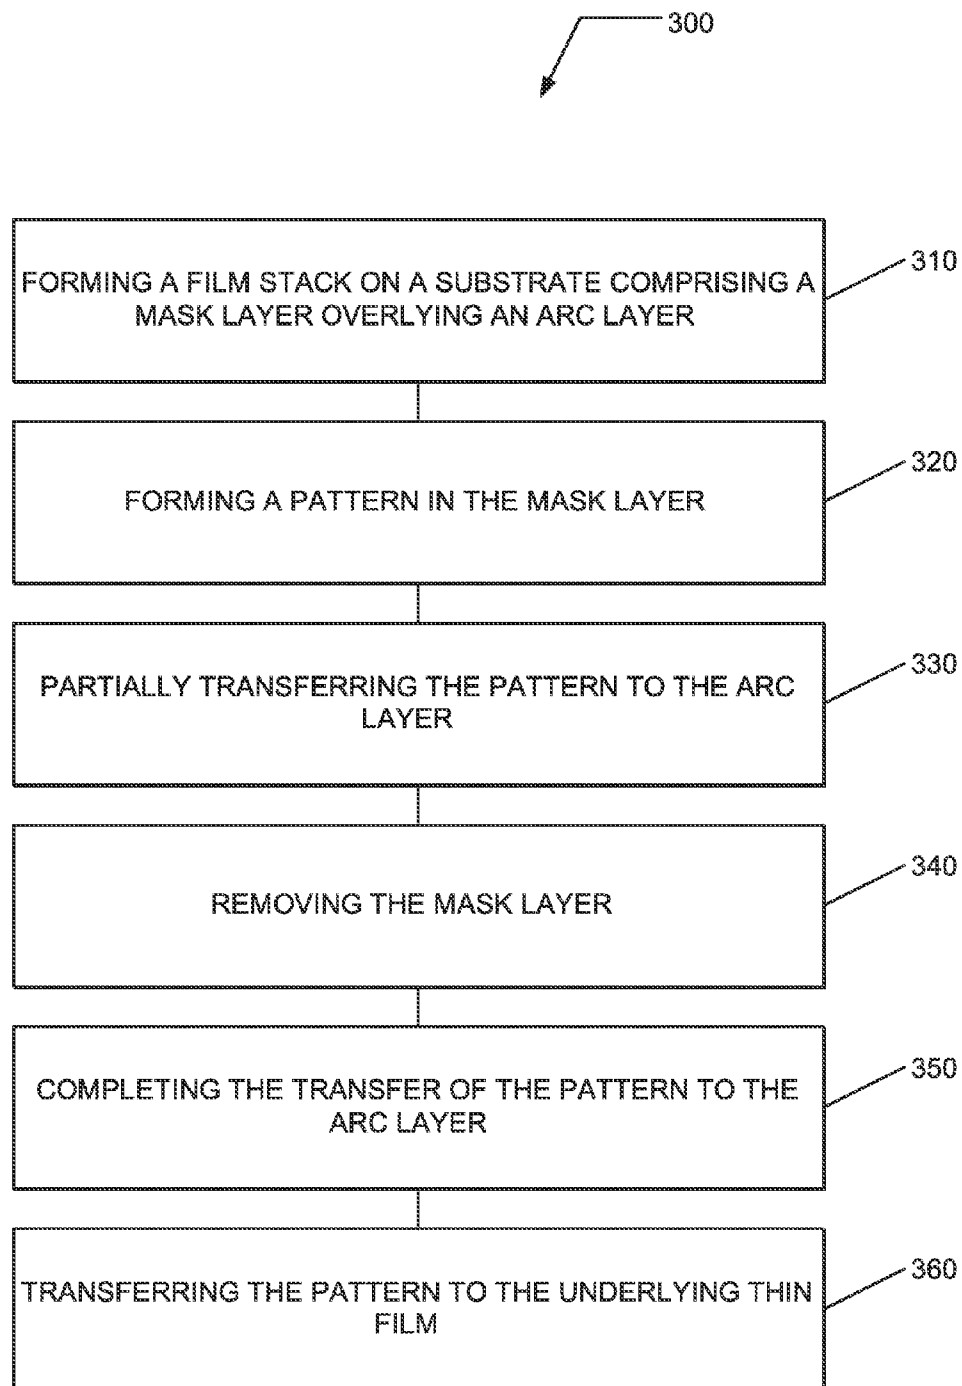 300
FORMING A FILM STACK ON A SUBSTRATE COMPRISING A
MASK LAYER OVERLYING AN ARC LAYER
310
FORMING A PATTERN IN THE MASK LAYER
320
PARTIALLY TRANSFERRING THE PATTERN TO THE ARC
LAYER
330
REMOVING THE MASK LAYER
340
COMPLETING THE TRANSFER OF THE PATTERN TO THE
ARC LAYER
350
TRANSFERRING THE PATTERN TO THE UNDERLYING THIN
FILM
360